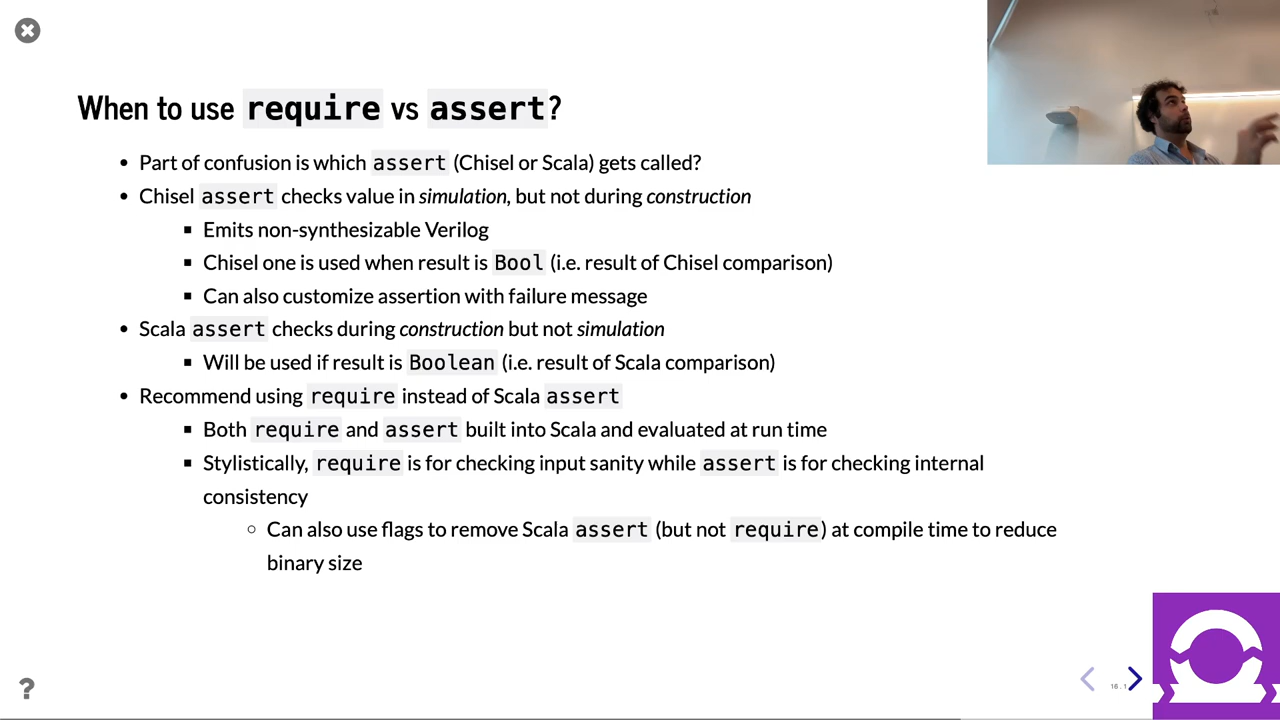 When to use require vs assert?
Part of confusion is which assert (Chisel or Scala) gets called?
Chisel assert checks value in simulation, but not during construction
Emits non-synthesizable Verilog
Chisel one is used when result is Bool (i.e. result of Chisel comparison)
Can also customize assertion with failure message
Scala assert checks during construction but not simulation
Will be used if result is Boolean (i.e. result of Scala comparison)
Recommend using require instead of Scala assert
Both require and assert built into Scala and evaluated at run time
Stylistically, require is for checking input sanity while assert is for checking internal
consistency
Can also use flags to remove Scala assert (but not require) at compile time to reduce
binary size
?
16.1